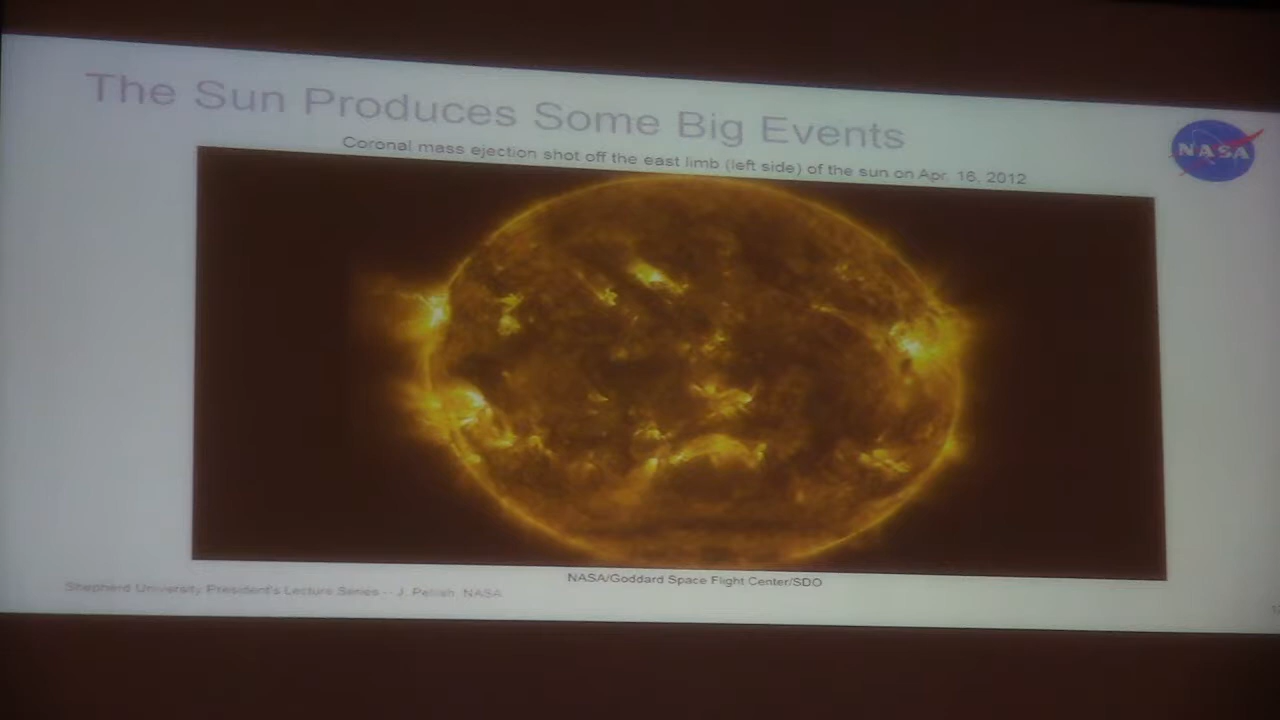 The Sun Produces Some Big Events
Coronal mass ejection shot off the east limb (left side) of the sun on Apr. 16, 2012
NASA
NASA/Goddard Space Flight Center/SDO
Shepherd University President's Lecture Series -- J. Pellish, NASA